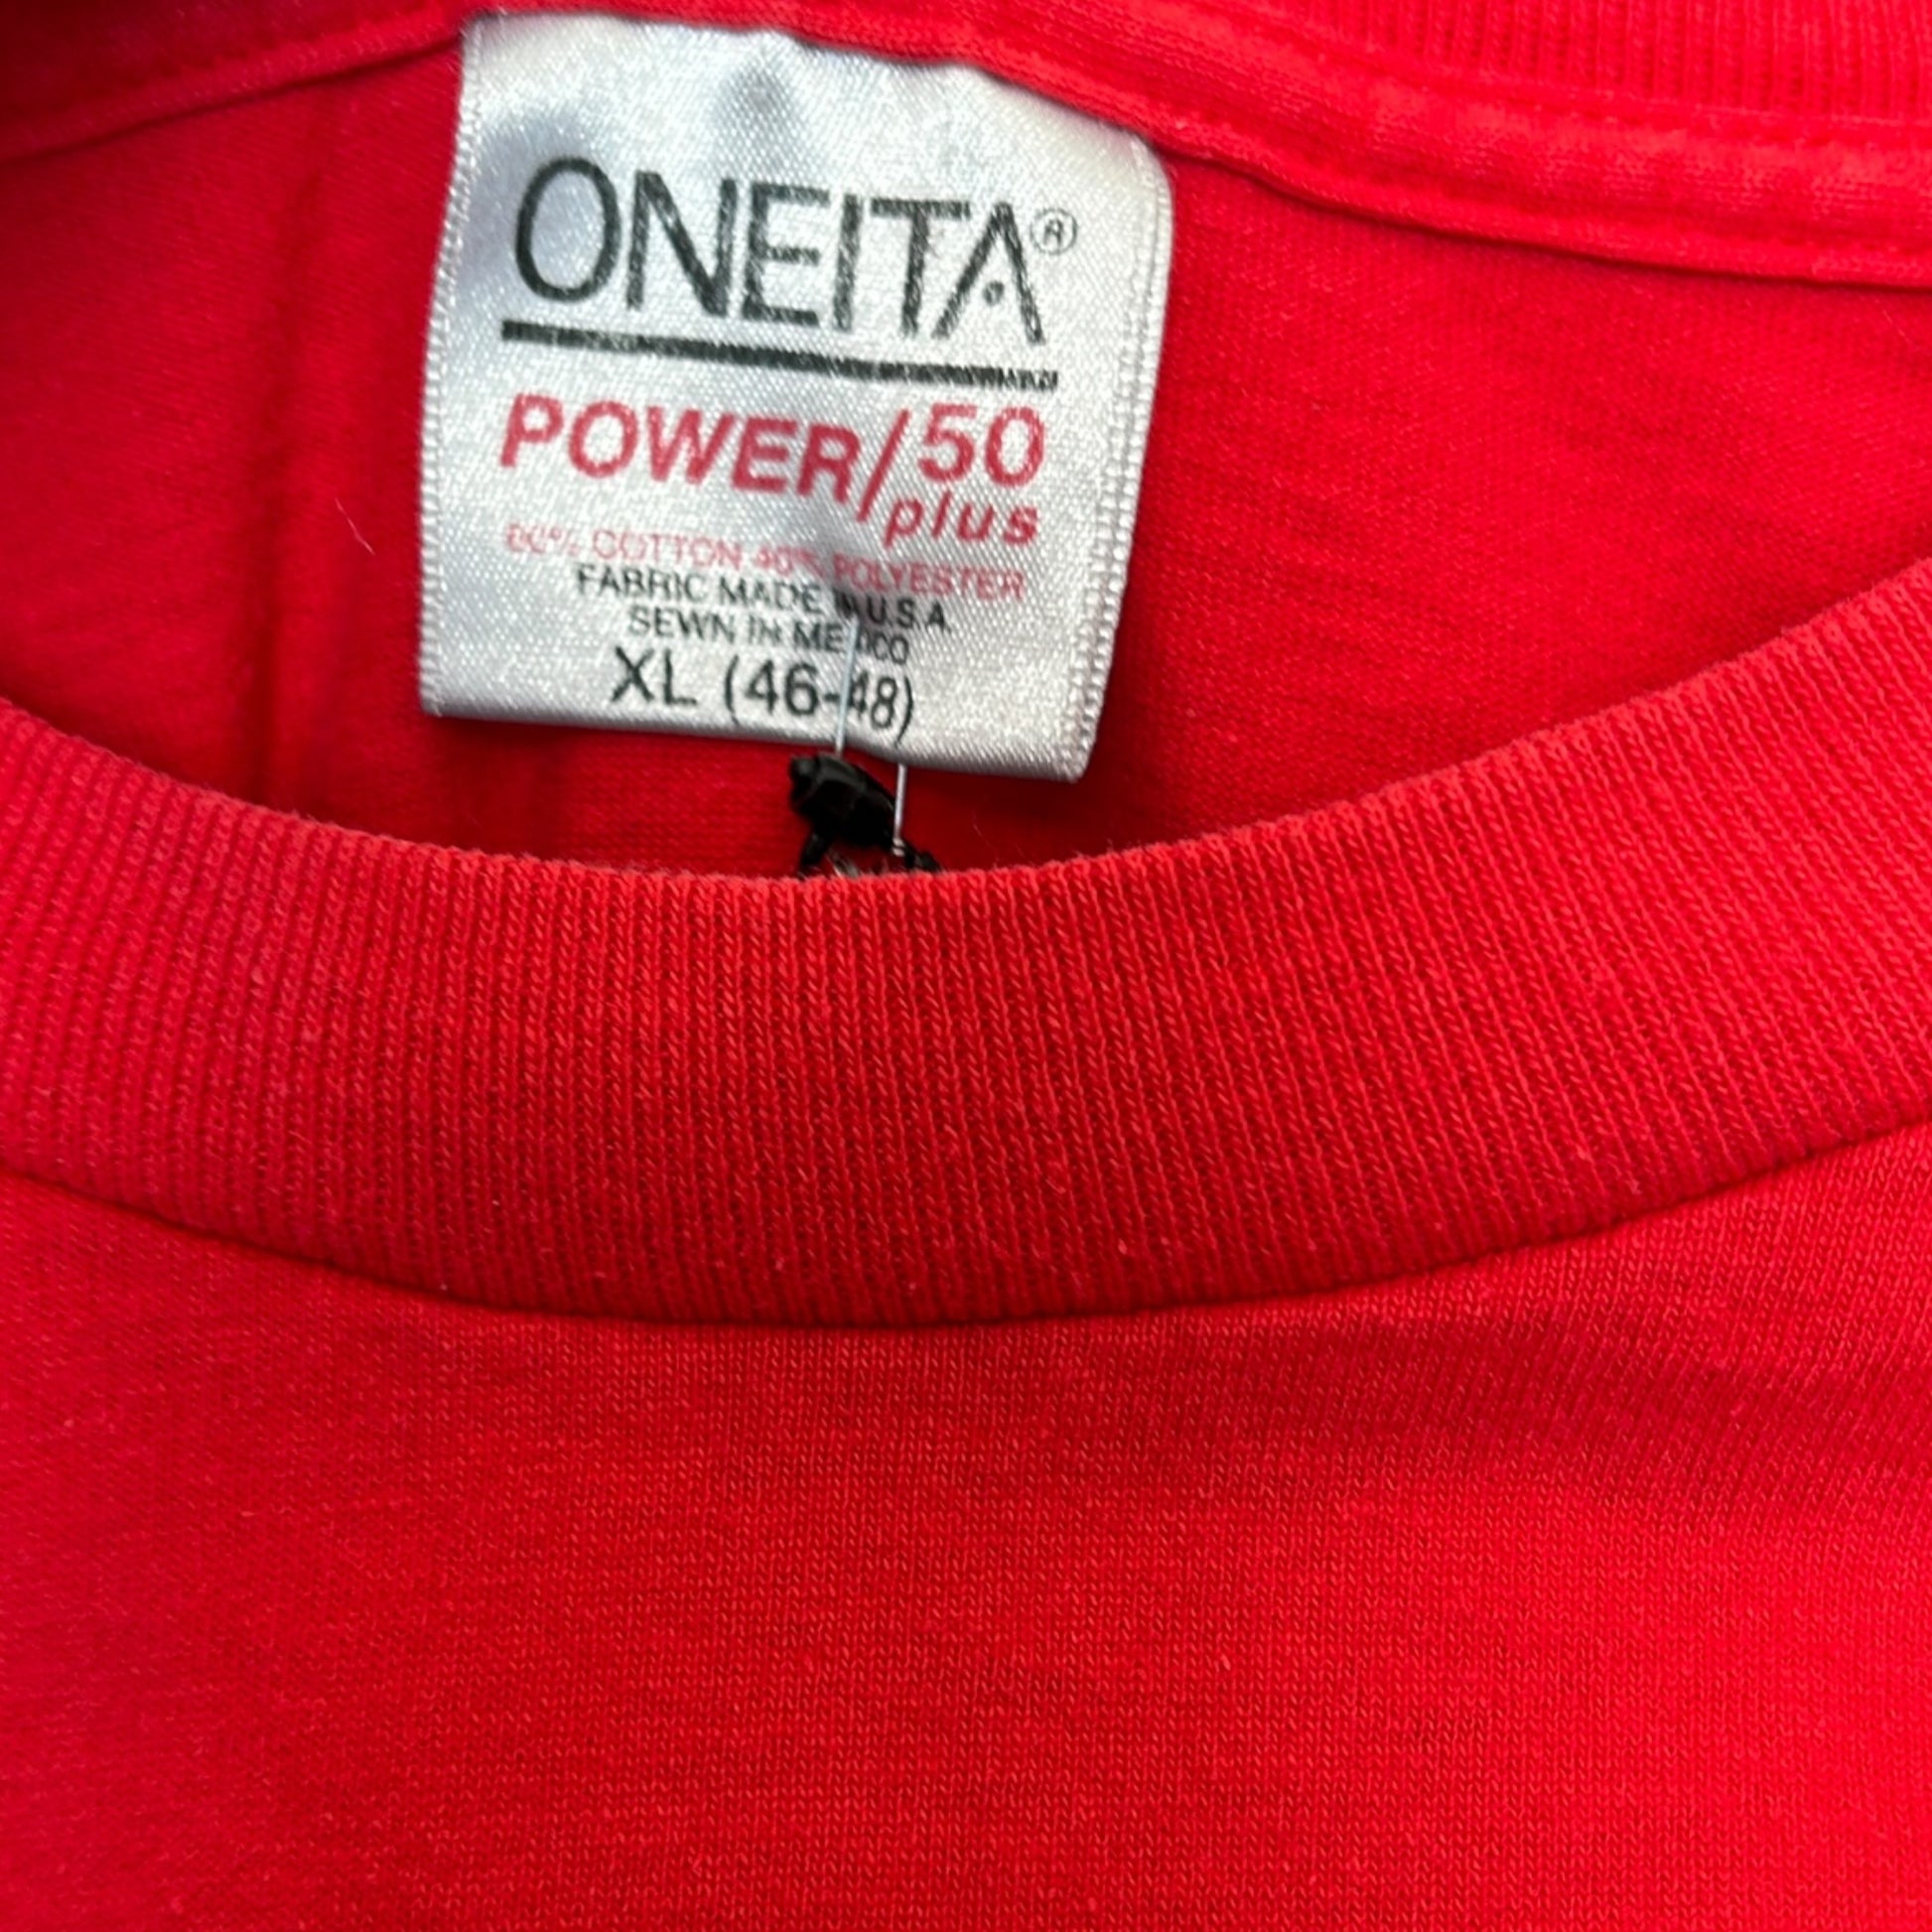 ONEITA®
POWER/50
plus
60% COTTON 40% POLYESTER
FABRIC MADE IN U.S.A.
SEWN IN MEXICO
XL (46-48)